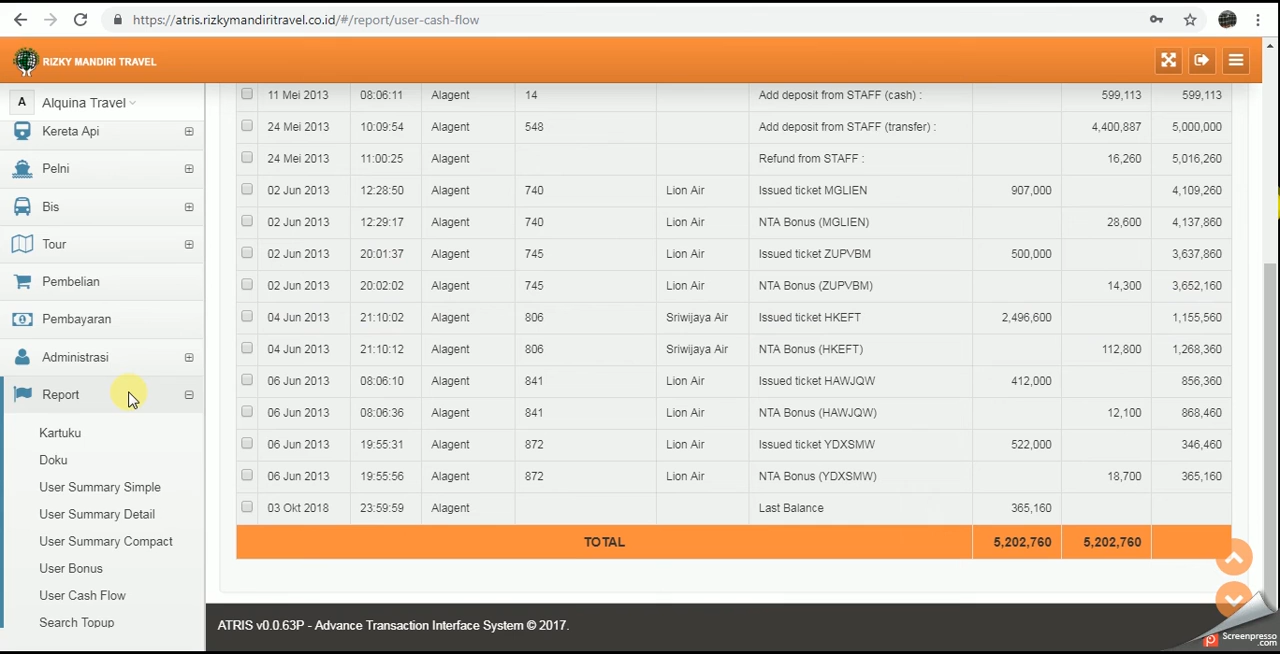 https://atris.rizkymandiritravel.co.id/#/report/user-cash-flow
RIZKY MANDIRI TRAVEL
A Alquina Travel
Kereta Api
Pelni
Bis
Tour
Pembelian
Pembayaran
Administrasi
Report
Kartuku
Doku
User Summary Simple
User Summary Detail
User Summary Compact
User Bonus
User Cash Flow
Search Topup
11 Mei 2013 08:06:11 Alagent 14 Add deposit from STAFF (cash) : 599,113 599,113
24 Mei 2013 10:09:54 Alagent 548 Add deposit from STAFF (transfer) : 4,400,887 5,000,000
24 Mei 2013 11:00:25 Alagent Refund from STAFF : 16,260 5,016,260
02 Jun 2013 12:28:50 Alagent 740 Lion Air Issued ticket MGLIEN 907,000 4,109,260
02 Jun 2013 12:29:17 Alagent 740 Lion Air NTA Bonus (MGLIEN) 28,600 4,137,860
02 Jun 2013 20:01:37 Alagent 745 Lion Air Issued ticket ZUPVBM 500,000 3,637,860
02 Jun 2013 20:02:02 Alagent 745 Lion Air NTA Bonus (ZUPVBM) 14,300 3,652,160
04 Jun 2013 21:10:02 Alagent 806 Sriwijaya Air Issued ticket HKEFT 2,496,600 1,155,560
04 Jun 2013 21:10:12 Alagent 806 Sriwijaya Air NTA Bonus (HKEFT) 112,800 1,268,360
06 Jun 2013 08:06:10 Alagent 841 Lion Air Issued ticket HAWJQW 412,000 856,360
06 Jun 2013 08:06:36 Alagent 841 Lion Air NTA Bonus (HAWJQW) 12,100 868,460
06 Jun 2013 19:55:31 Alagent 872 Lion Air Issued ticket YDXSMW 522,000 346,460
06 Jun 2013 19:55:56 Alagent 872 Lion Air NTA Bonus (YDXSMW) 18,700 365,160
03 Okt 2018 23:59:59 Alagent Last Balance 365,160
TOTAL 5,202,760 5,202,760
ATRIS v0.0.63P - Advance Transaction Interface System © 2017.
Screenpresso
.com